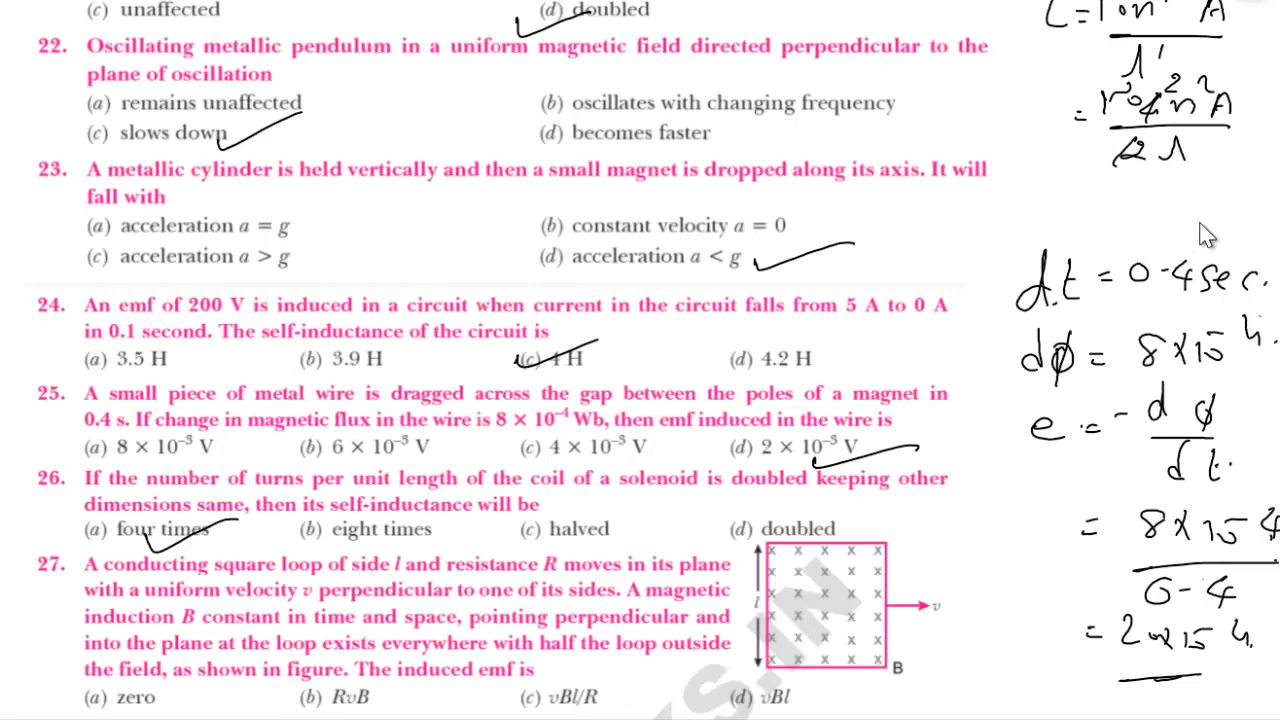 (c) unaffected (d) doubled
22. Oscillating metallic pendulum in a uniform magnetic field directed perpendicular to the
plane of oscillation
(a) remains unaffected (b) oscillates with changing frequency
(c) slows down (d) becomes faster
23. A metallic cylinder is held vertically and then a small magnet is dropped along its axis. It will
fall with
(a) acceleration a = g (b) constant velocity a = 0
(c) acceleration a > g (d) acceleration a < g
24. An emf of 200 V is induced in a circuit when current in the circuit falls from 5 A to 0 A
in 0.1 second. The self-inductance of the circuit is
(a) 3.5 H (b) 3.9 H (c) 4 H (d) 4.2 H
25. A small piece of metal wire is dragged across the gap between the poles of a magnet in
0.4 s. If change in magnetic flux in the wire is 8 × 10⁻⁴ Wb, then emf induced in the wire is
(a) 8 × 10⁻³ V (b) 6 × 10⁻³ V (c) 4 × 10⁻³ V (d) 2 × 10⁻³ V
26. If the number of turns per unit length of the coil of a solenoid is doubled keeping other
dimensions same, then its self-inductance will be
(a) four times (b) eight times (c) halved (d) doubled
27. A conducting square loop of side l and resistance R moves in its plane
with a uniform velocity v perpendicular to one of its sides. A magnetic
induction B constant in time and space, pointing perpendicular and
into the plane at the loop exists everywhere with half the loop outside
the field, as shown in figure. The induced emf is
(a) zero (b) RvB (c) vBl/R (d) vBl
l
v
B
d.t = 0.4 sec.
dϕ = 8 × 10⁻⁴
e = - dϕ
dt.
= 8 × 10⁻⁴
0.4